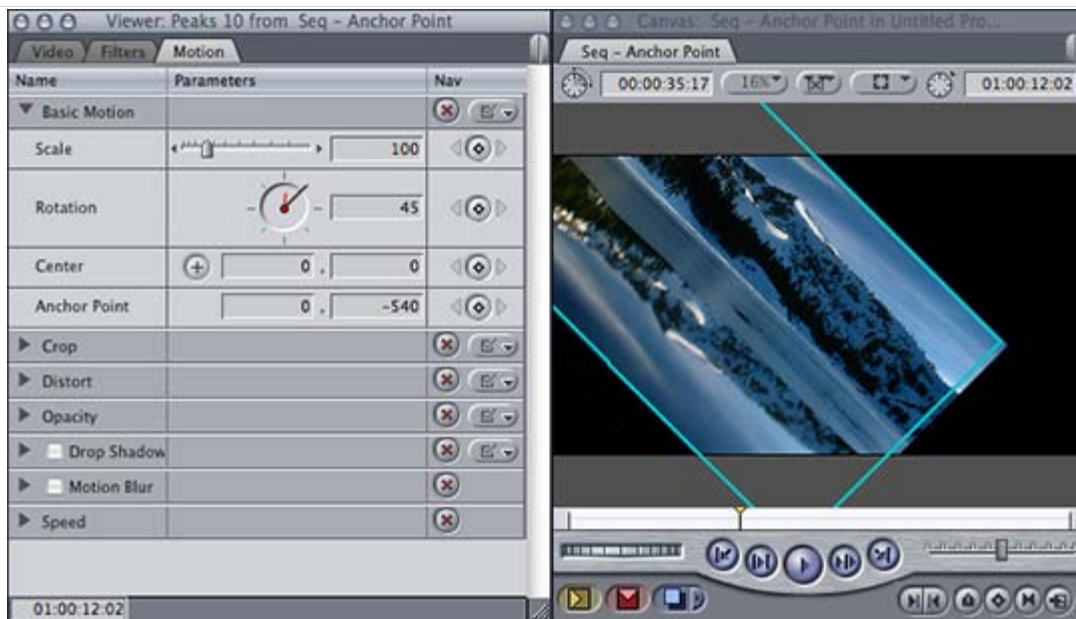 Viewer: Peaks 10 from Seq - Anchor Point
Video Filters Motion
Name Parameters Nav
Basic Motion
Scale 100
Rotation 45
Center 0 , 0
Anchor Point 0 , -540
Crop
Distort
Opacity
Drop Shadow
Motion Blur
Speed
01:00:12:02
Canvas: Seq - Anchor Point in Untitled Pro...
Seq - Anchor Point
00:00:35:17 16% 01:00:12:02